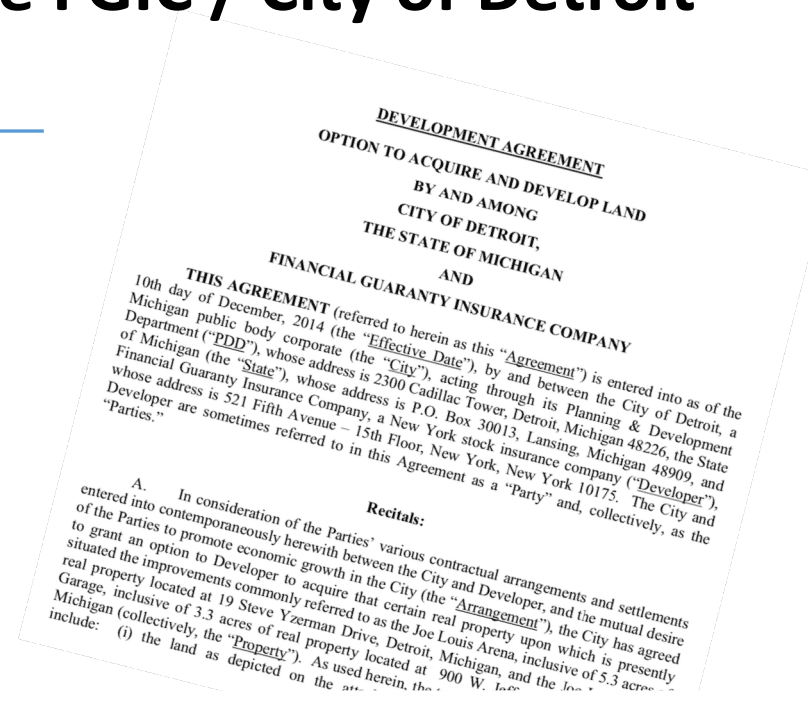 / City of Detroit
DEVELOPMENT AGREEMENT
OPTION TO ACQUIRE AND DEVELOP LAND
BY AND AMONG
CITY OF DETROIT,
THE STATE OF MICHIGAN
AND
FINANCIAL GUARANTY INSURANCE COMPANY
THIS AGREEMENT (referred to herein as this “Agreement”) is entered into as of the
10th day of December, 2014 (the “Effective Date”), by and between the City of Detroit, a
Michigan public body corporate (the “City”), acting through its Planning & Development
Department (“PDD”), whose address is 2300 Cadillac Tower, Detroit, Michigan 48226, the State
of Michigan (the “State”), whose address is P.O. Box 30013, Lansing, Michigan 48909, and
Financial Guaranty Insurance Company, a New York stock insurance company (“Developer”),
whose address is 521 Fifth Avenue – 15th Floor, New York, New York 10175. The City and
Developer are sometimes referred to in this Agreement as a “Party” and, collectively, as the
“Parties.”
Recitals:
A. In consideration of the Parties’ various contractual arrangements and settlements
entered into contemporaneously herewith between the City and Developer, and the mutual desire
of the Parties to promote economic growth in the City (the “Arrangement”), the City has agreed
to grant an option to Developer to acquire that certain real property upon which is presently
situated the improvements commonly referred to as the Joe Louis Arena, inclusive of 5.3 acres of
real property located at 19 Steve Yzerman Drive, Detroit, Michigan, and the Joe
Garage, inclusive of 3.3 acres of real property located at 900 W.
Michigan (collectively, the “Property”). As used herein, the
include: (i) the land as depicted on the